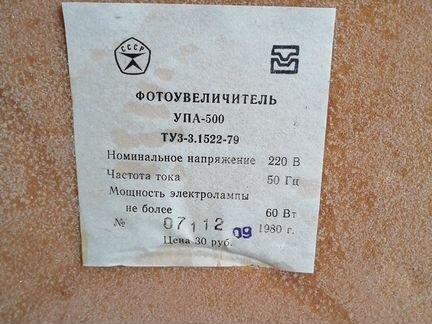 СССР
ФОТОУВЕЛИЧИТЕЛЬ
УПА-500
ТУ3-3.1522-79
Номинальное напряжение 220 В
Частота тока 50 Гц
Мощность электролампы
не более 60 Вт
№ 07112 09 1980 г.
Цена 30 руб.